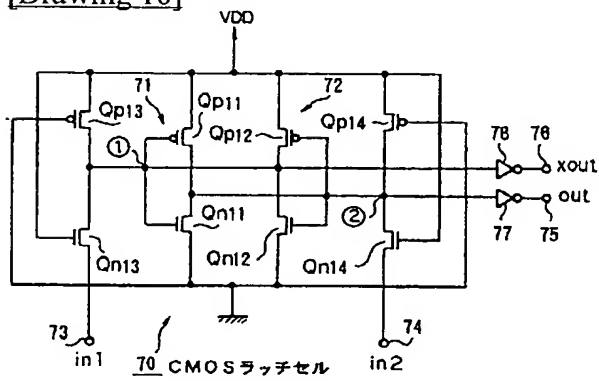 [Drawing 10]
VDD
71
72
Qp13
Qp11
Qp12
Qp14
78
76
①
xout
out
②
77
75
Qn11
Qn13
Qn12
Qn14
73
74
in1
in2
70 CMOSラッチセル